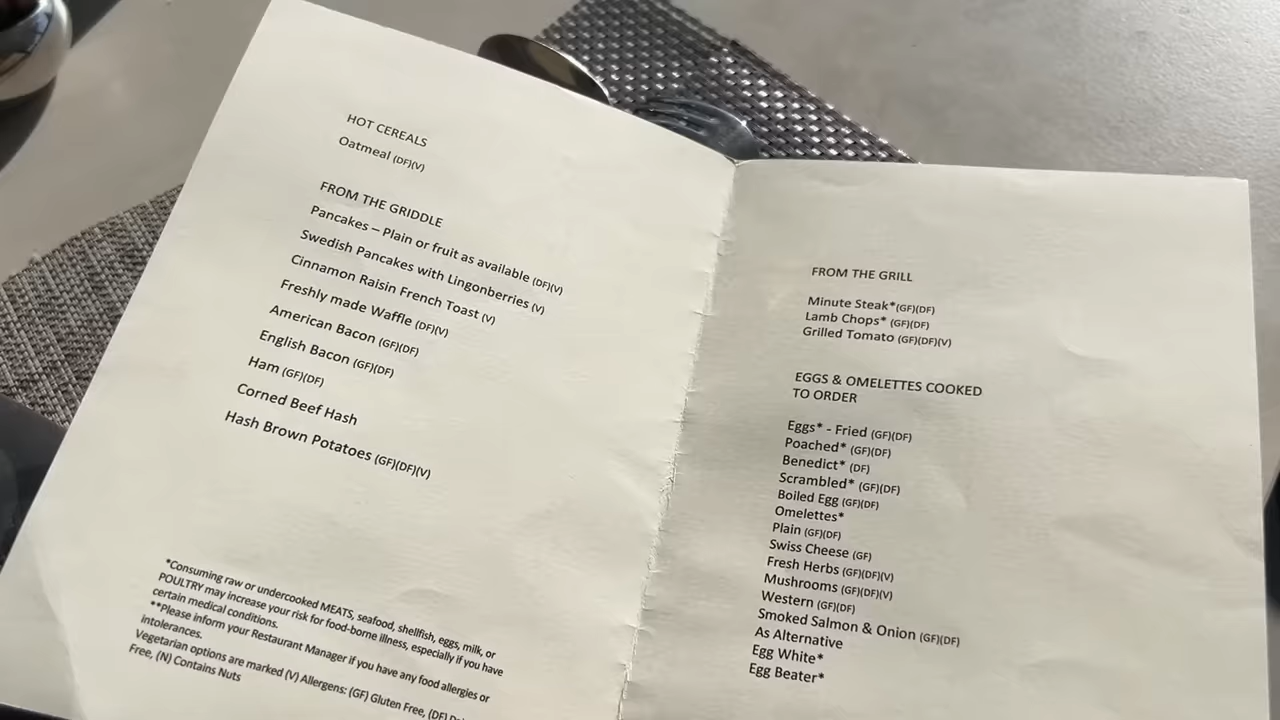 HOT CEREALS
Oatmeal (DF)(V)
FROM THE GRIDDLE
Pancakes – Plain or fruit as available (DF)(V)
Swedish Pancakes with Lingonberries (V)
Cinnamon Raisin French Toast (V)
Freshly made Waffle (DF)(V)
American Bacon (GF)(DF)
English Bacon (GF)(DF)
Ham (GF)(DF)
Corned Beef Hash
Hash Brown Potatoes (GF)(DF)(V)
*Consuming raw or undercooked MEATS, seafood, shellfish, eggs, milk, or
POULTRY may increase your risk for food-borne illness, especially if you have
certain medical conditions.
**Please inform your Restaurant Manager if you have any food allergies or
intolerances.
Vegetarian options are marked (V) Allergens: (GF) Gluten Free, (DF)
Free, (N) Contains Nuts
FROM THE GRILL
Minute Steak*(GF)(DF)
Lamb Chops* (GF)(DF)
Grilled Tomato (GF)(DF)(V)
EGGS & OMELETTES COOKED
TO ORDER
Eggs* - Fried (GF)(DF)
Poached* (GF)(DF)
Benedict* (DF)
Scrambled* (GF)(DF)
Boiled Egg (GF)(DF)
Omelettes*
Plain (GF)(DF)
Swiss Cheese (GF)
Fresh Herbs (GF)(DF)(V)
Mushrooms (GF)(DF)(V)
Western (GF)(DF)
Smoked Salmon & Onion (GF)(DF)
As Alternative
Egg White*
Egg Beater*